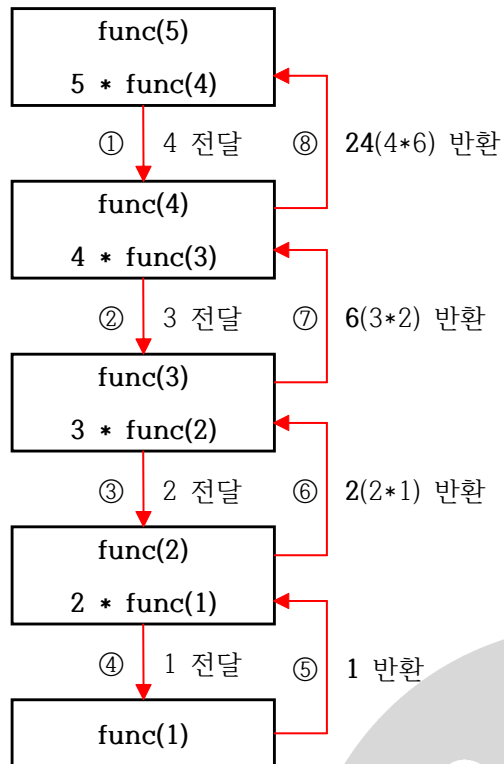 func(5)
5 * func(4)
① 4 전달 ⑧ 24(4*6) 반환
func(4)
4 * func(3)
② 3 전달 ⑦ 6(3*2) 반환
func(3)
3 * func(2)
③ 2 전달 ⑥ 2(2*1) 반환
func(2)
2 * func(1)
④ 1 전달 ⑤ 1 반환
func(1)